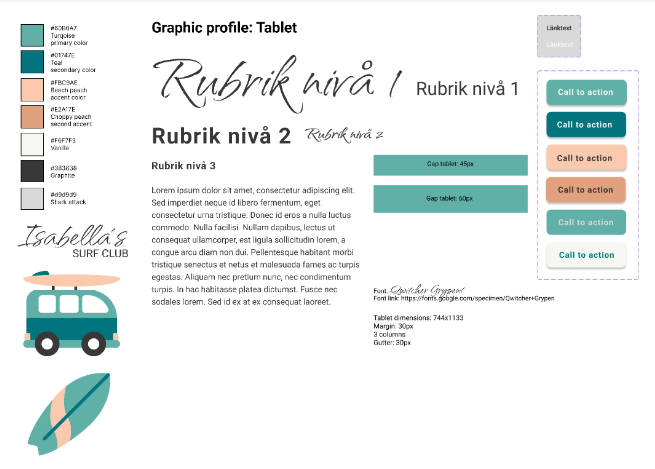 #6DB0A7
Turqoise
primary color
#01747E
Teal
secondary color
#FBC9AE
Beach peach
accent color
#E2A17E
Choppy peach
second accent
#F6F7F3
Vanilla
#383838
Graphite
#d9d9d9
Shark attack
Isabella's
SURF CLUB
Graphic profile: Tablet
Rubrik nivå 1 Rubrik nivå 1
Rubrik nivå 2 Rubrik nivå 2
Rubrik nivå 3
Lorem ipsum dolor sit amet, consectetur adipiscing elit.
Sed imperdiet neque id libero fermentum, eget
consectetur urna tristique. Donec id eros a nulla luctus
commodo. Nulla facilisi. Nullam dapibus, lectus ut
consequat ullamcorper, est ligula sollicitudin lorem, a
congue arcu diam non dui. Pellentesque habitant morbi
tristique senectus et netus et malesuada fames ac turpis
egestas. Aliquam nec pretium nunc, nec condimentum
turpis. In hac habitasse platea dictumst. Fusce nec
sodales lorem. Sed id ex at ex consequat laoreet.
Gap tablet: 45px
Gap tablet: 60px
Font: Qwitcher Grypen
Font link: https://fonts.google.com/specimen/Qwitcher+Grypen
Tablet dimensions: 744x1133
Margin: 30px
3 columns
Gutter: 30px
Länktext
Länktext
Call to action
Call to action
Call to action
Call to action
Call to action
Call to action